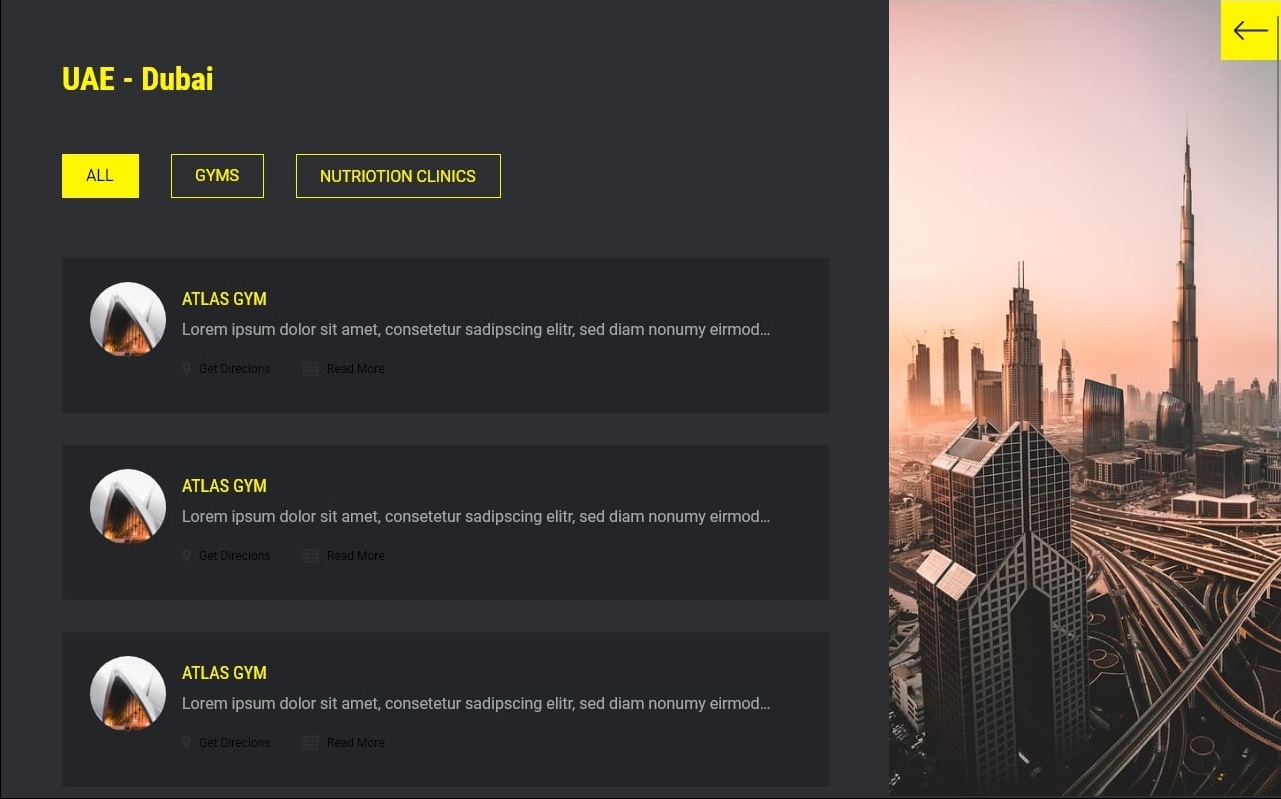 UAE - Dubai
ALL
GYMS
NUTRIOTION CLINICS
ATLAS GYM
Lorem ipsum dolor sit amet, consetetur sadipscing elitr, sed diam nonumy eirmod...
Get Direcions
Read More
ATLAS GYM
Lorem ipsum dolor sit amet, consetetur sadipscing elitr, sed diam nonumy eirmod...
Get Direcions
Read More
ATLAS GYM
Lorem ipsum dolor sit amet, consetetur sadipscing elitr, sed diam nonumy eirmod...
Get Direcions
Read More